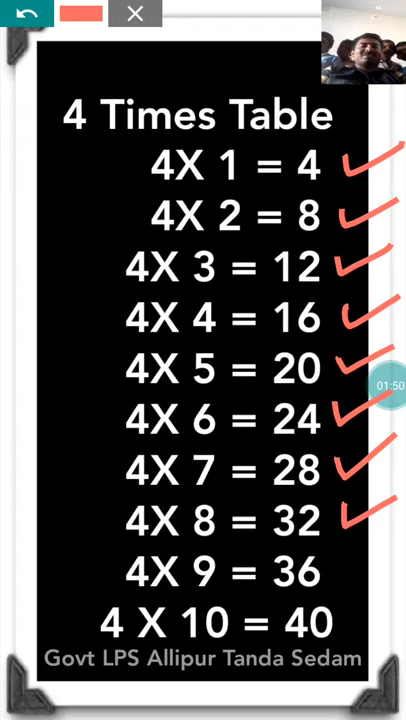 4 Times Table
4X 1 = 4
4X 2 = 8
4X 3 = 12
4X 4 = 16
4X 5 = 20
01:50
4X 6 = 24
4X 7 = 28
4X 8 = 32
4X 9 = 36
4 X 10 = 40
Govt LPS Allipur Tanda Sedam